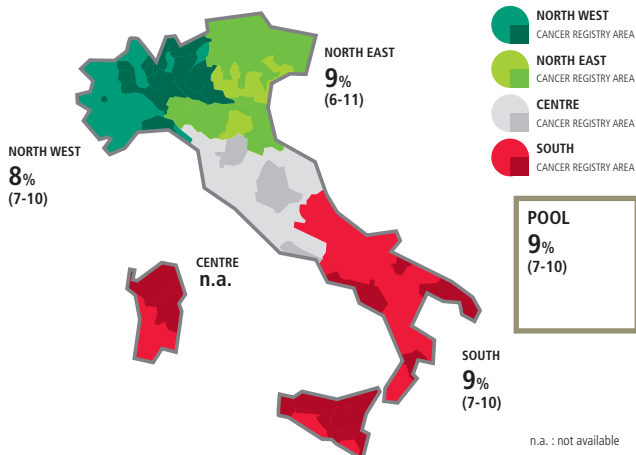 NORTH WEST
CANCER REGISTRY AREA
NORTH EAST
CANCER REGISTRY AREA
CENTRE
CANCER REGISTRY AREA
SOUTH
CANCER REGISTRY AREA
NORTH EAST
9%
(6-11)
NORTH WEST
8%
(7-10)
POOL
9%
(7-10)
CENTRE
n.a.
SOUTH
9%
(7-10)
n.a. : not available